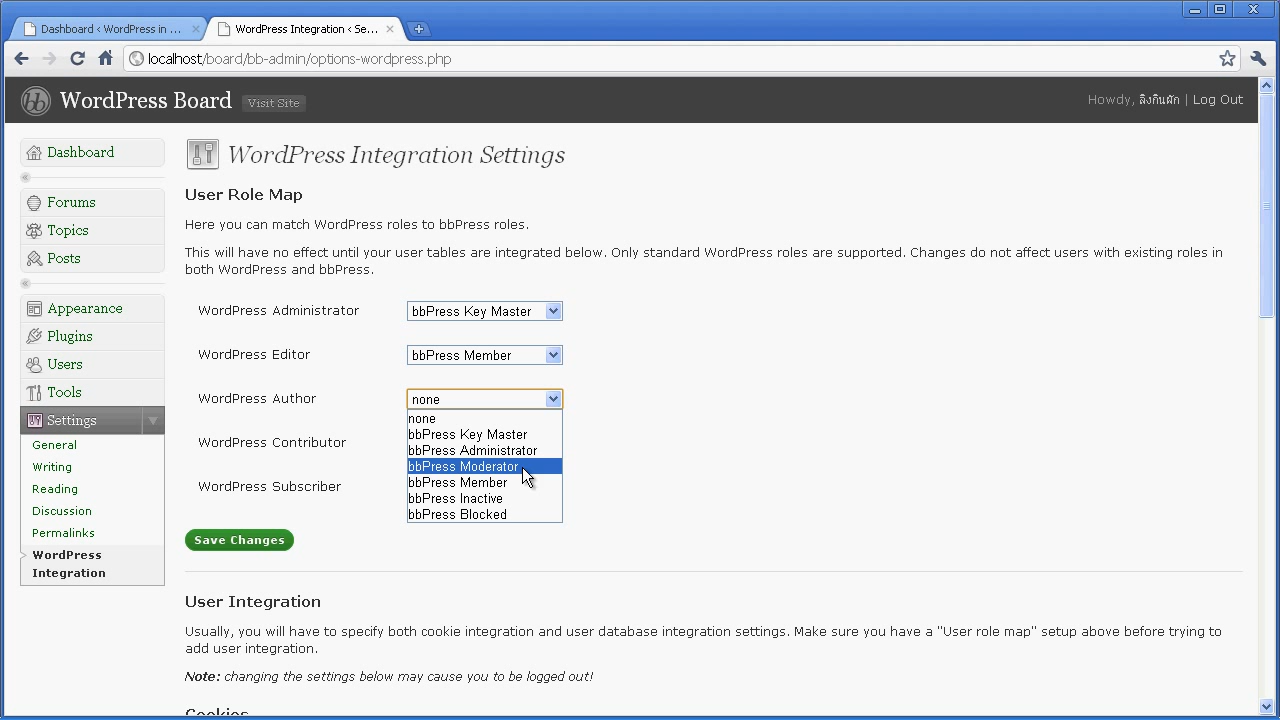 Dashboard ‹ WordPress in ...
WordPress Integration ‹ Se...
localhost/board/bb-admin/options-wordpress.php
bb
WordPress Board
Visit Site
Howdy, ลิงกินผัก | Log Out
Dashboard
Forums
Topics
Posts
Appearance
Plugins
Users
Tools
Settings
General
Writing
Reading
Discussion
Permalinks
WordPress
Integration
WordPress Integration Settings
User Role Map
Here you can match WordPress roles to bbPress roles.
This will have no effect until your user tables are integrated below. Only standard WordPress roles are supported. Changes do not affect users with existing roles in
both WordPress and bbPress.
WordPress Administrator
bbPress Key Master
WordPress Editor
bbPress Member
WordPress Author
none
none
bbPress Key Master
bbPress Administrator
bbPress Moderator
bbPress Member
bbPress Inactive
bbPress Blocked
WordPress Contributor
WordPress Subscriber
Save Changes
User Integration
Usually, you will have to specify both cookie integration and user database integration settings. Make sure you have a "User role map" setup above before trying to
add user integration.
Note: changing the settings below may cause you to be logged out!
Cookies